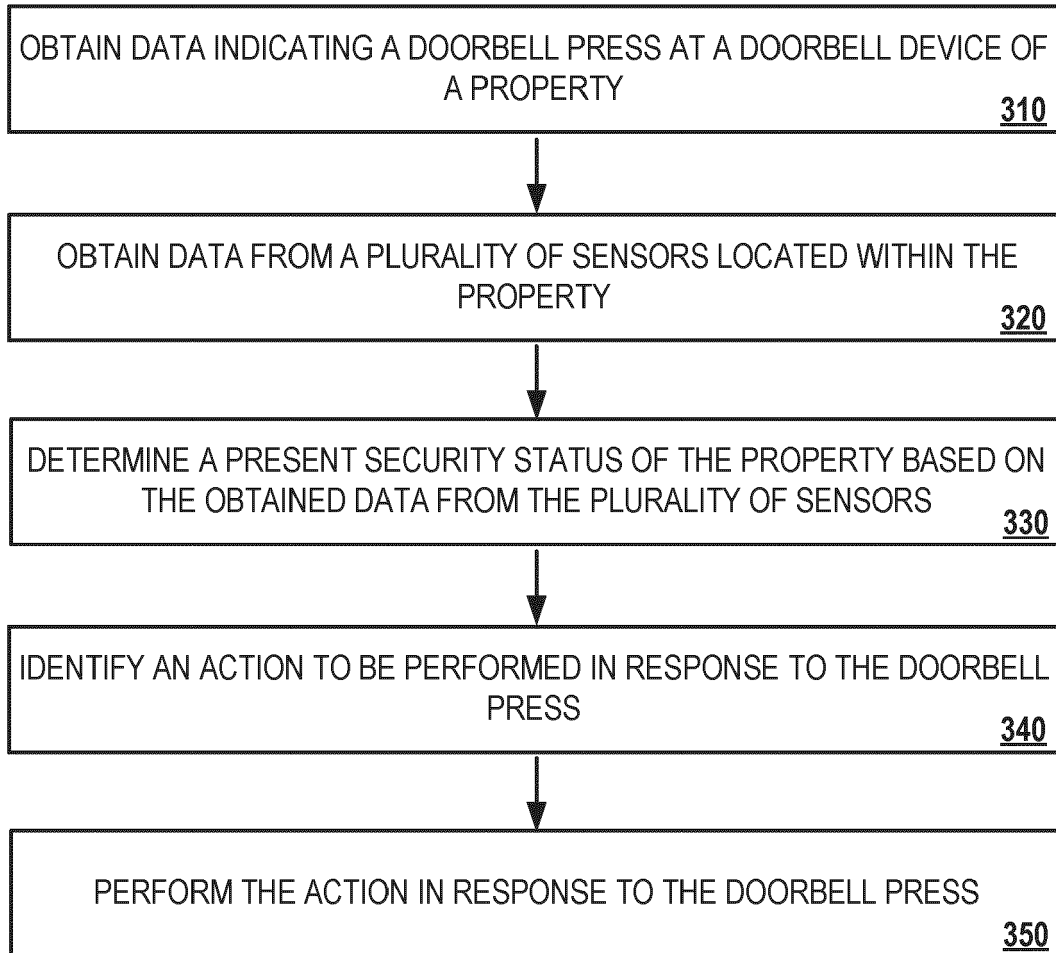 OBTAIN DATA INDICATING A DOORBELL PRESS AT A DOORBELL DEVICE OF
A PROPERTY
310
OBTAIN DATA FROM A PLURALITY OF SENSORS LOCATED WITHIN THE
PROPERTY
320
DETERMINE A PRESENT SECURITY STATUS OF THE PROPERTY BASED ON
THE OBTAINED DATA FROM THE PLURALITY OF SENSORS
330
IDENTIFY AN ACTION TO BE PERFORMED IN RESPONSE TO THE DOORBELL
PRESS
340
PERFORM THE ACTION IN RESPONSE TO THE DOORBELL PRESS
350